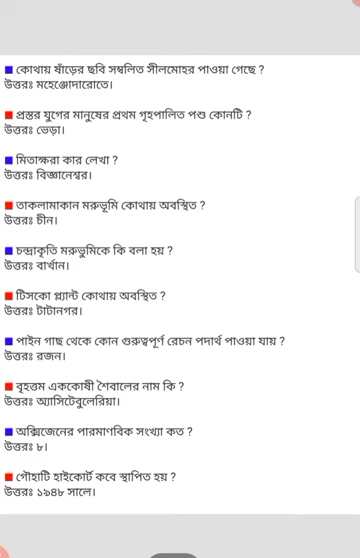 কোথায় ষাঁড়ের ছবি সম্বলিত সীলমোহর পাওয়া গেছে ?
উত্তরঃ মহেঞ্জোদারোতে।
প্রস্তর যুগের মানুষের প্রথম গৃহপালিত পশু কোনটি ?
উত্তরঃ ভেড়া।
মিতাক্ষরা কার লেখা ?
উত্তরঃ বিজ্ঞানেশ্বর।
তাকলামাকান মরুভূমি কোথায় অবস্থিত ?
উত্তরঃ চীন।
চন্দ্রাকৃতি মরুভুমিকে কি বলা হয় ?
উত্তরঃ বার্খান।
টিসকো প্ল্যান্ট কোথায় অবস্থিত ?
উত্তরঃ টাটানগর।
পাইন গাছ থেকে কোন গুরুত্বপূর্ণ রেচন পদার্থ পাওয়া যায় ?
উত্তরঃ রজন।
বৃহত্তম এককোষী শৈবালের নাম কি ?
উত্তরঃ অ্যাসিটেবুলেরিয়া।
অক্সিজেনের পারমাণবিক সংখ্যা কত ?
উত্তরঃ ৮।
গৌহাটি হাইকোর্ট কবে স্থাপিত হয় ?
উত্তরঃ ১৯৪৮ সালে।